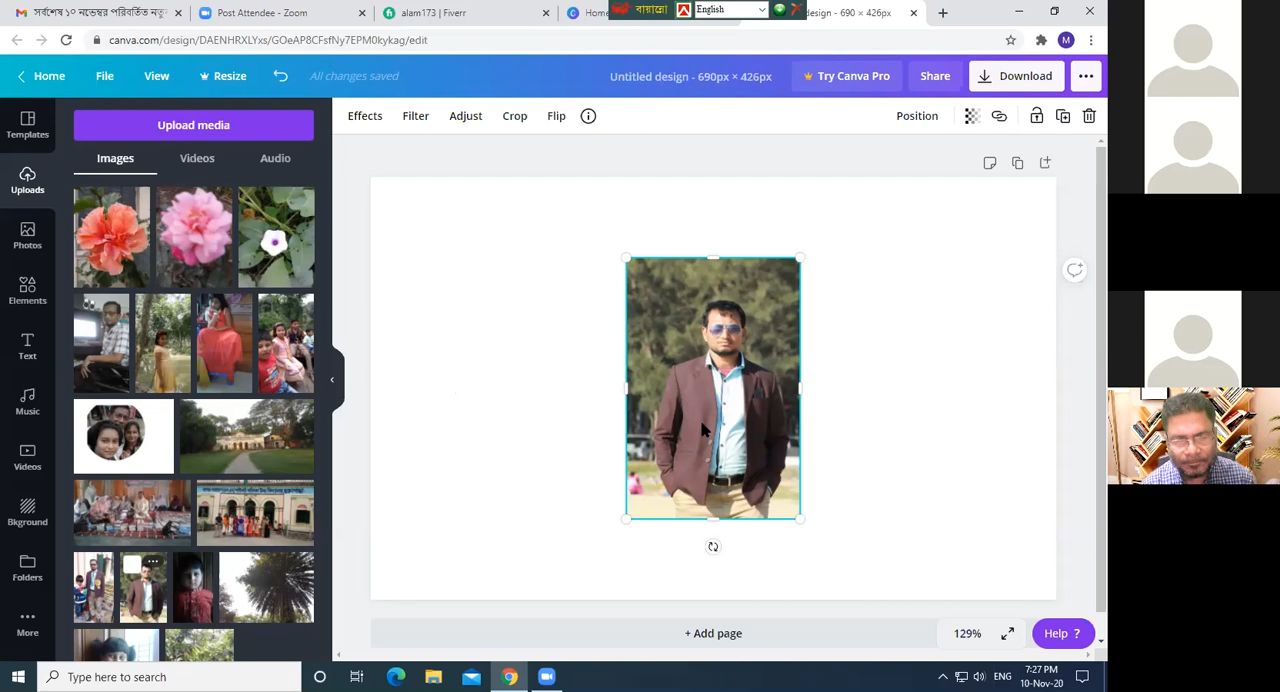 সর্বশেষ ১০ নভেম্বর পরিবর্তিত নতু
Post Attendee - Zoom
alam173 | Fiverr
Home
বায়ান্নো
English
design - 690 × 426px
canva.com/design/DAENHRXLYxs/GOeAP8CFsfNy7EPM0kykag/edit
M
Home
File
View
Resize
All changes saved
Untitled design - 690px × 426px
Try Canva Pro
Share
Download
Templates
Uploads
Photos
Elements
Text
Music
Videos
Bkground
Folders
More
Upload media
Images
Videos
Audio
Effects
Filter
Adjust
Crop
Flip
Position
+ Add page
129%
Help ?
Type here to search
ENG
7:27 PM
10-Nov-20